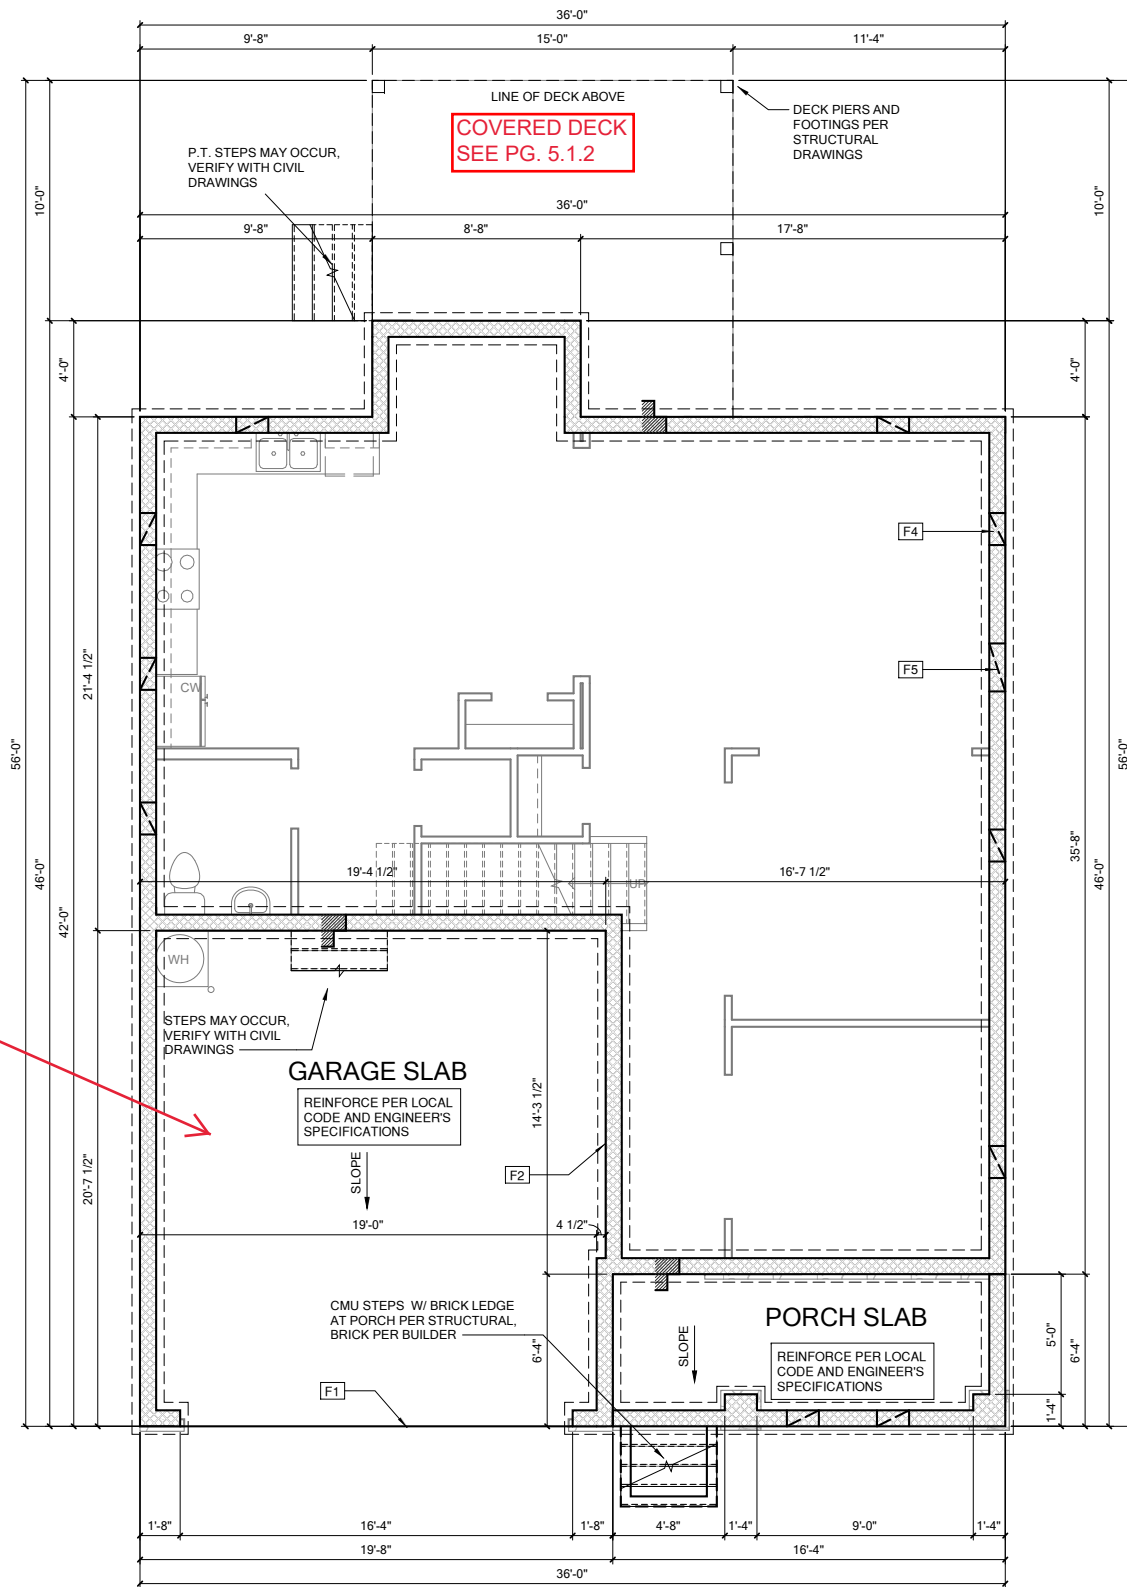 36'-0"
9'-8"
15'-0"
11'-4"
LINE OF DECK ABOVE
COVERED DECK
SEE PG. 5.1.2
DECK PIERS AND
FOOTINGS PER
STRUCTURAL
DRAWINGS
P.T. STEPS MAY OCCUR,
VERIFY WITH CIVIL
DRAWINGS
10'-0"
10'-0"
36'-0"
9'-8"
8'-8"
17'-8"
4'-0"
4'-0"
F4
F5
CW
21'-4 1/2"
56'-0"
56'-0"
46'-0"
42'-0"
35'-8"
46'-0"
19'-4 1/2"
UP
16'-7 1/2"
WH
STEPS MAY OCCUR,
VERIFY WITH CIVIL
DRAWINGS
GARAGE SLAB
REINFORCE PER LOCAL
CODE AND ENGINEER'S
SPECIFICATIONS
14'-3 1/2"
SLOPE
F2
20'-7 1/2"
19'-0"
4 1/2"
CMU STEPS W/ BRICK LEDGE
AT PORCH PER STRUCTURAL,
BRICK PER BUILDER
6'-4"
PORCH SLAB
SLOPE
REINFORCE PER LOCAL
CODE AND ENGINEER'S
SPECIFICATIONS
5'-0"
6'-4"
1'-4"
F1
1'-8"
16'-4"
1'-8"
4'-8"
1'-4"
9'-0"
1'-4"
19'-8"
16'-4"
36'-0"